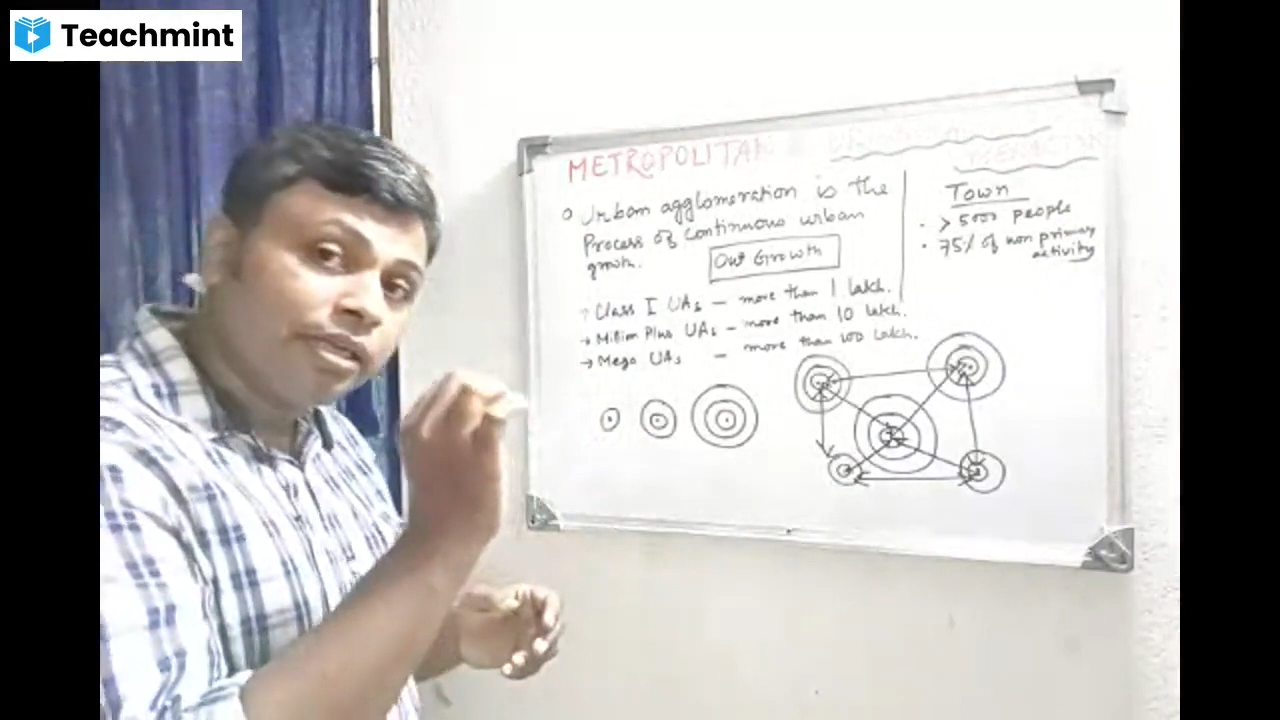 Teachmint
METROPOLITAN
Urban agglomeration is the
Process of continuous urban
growth.
Out Growth
Class I UAs — more than 1 lakh.
→ Million Plus UAs — more than 10 lakh.
→ Mega UAs — more than 100 lakh.
Town
• > 5000 people
• 75% of non primary
activity